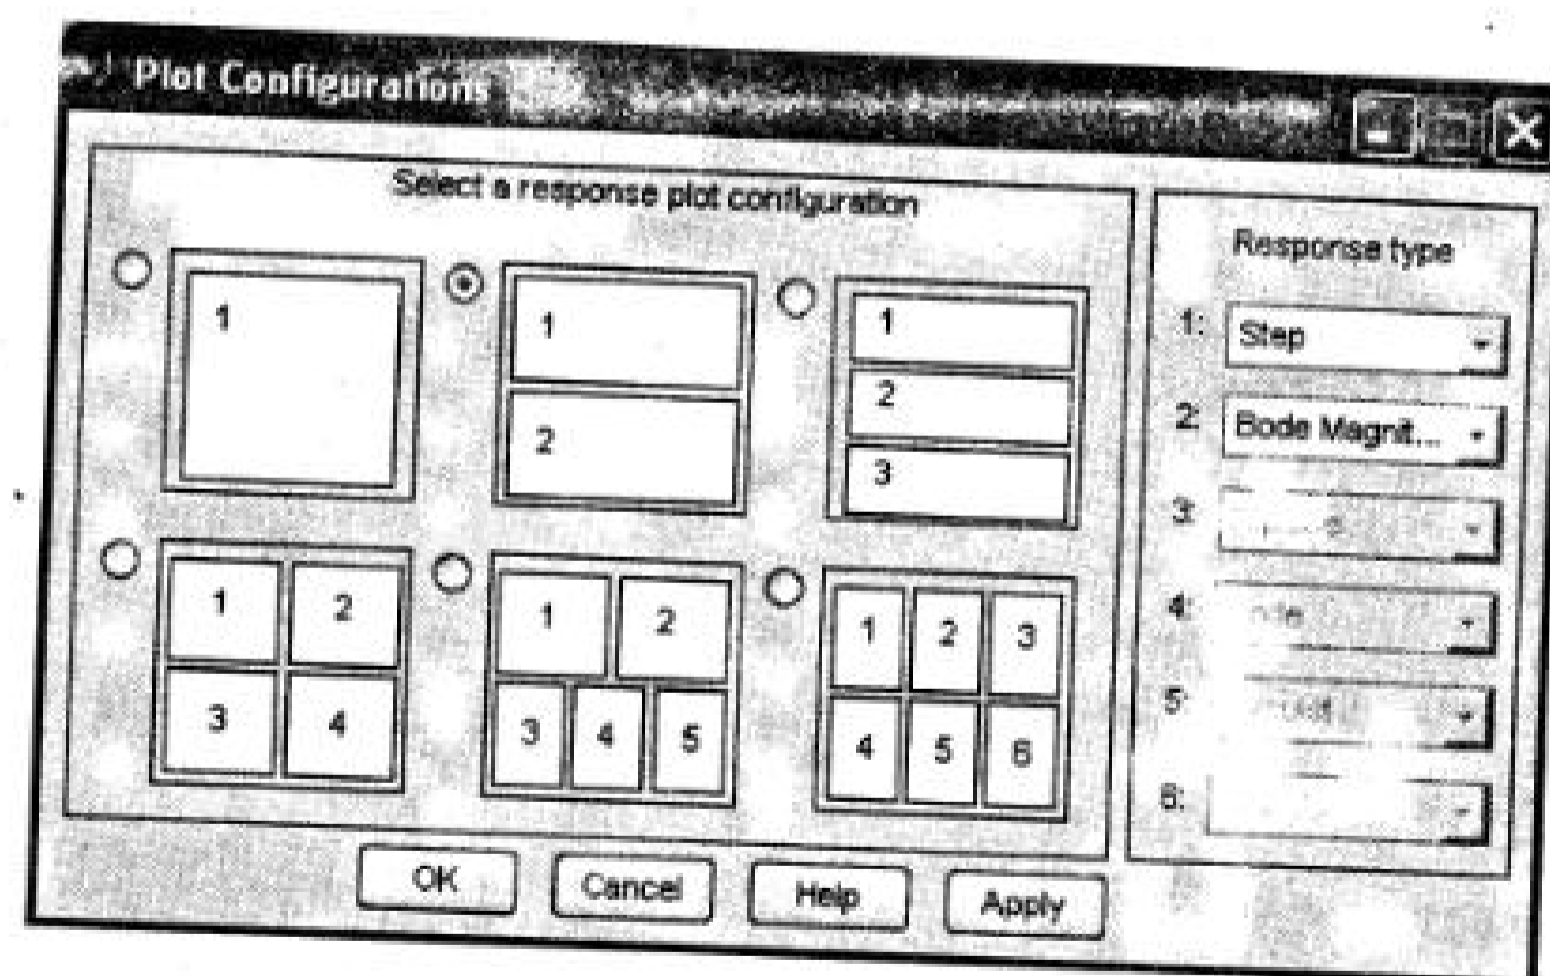 Plot Configurations
Select a response plot configuration
1
1
2
1
2
3
1 2
3 4
1 2
3 4 5
1 2 3
4 5 6
Response type
1: Step
2: Bode Magnit...
3:
4:
5:
6:
OK Cancel Help Apply